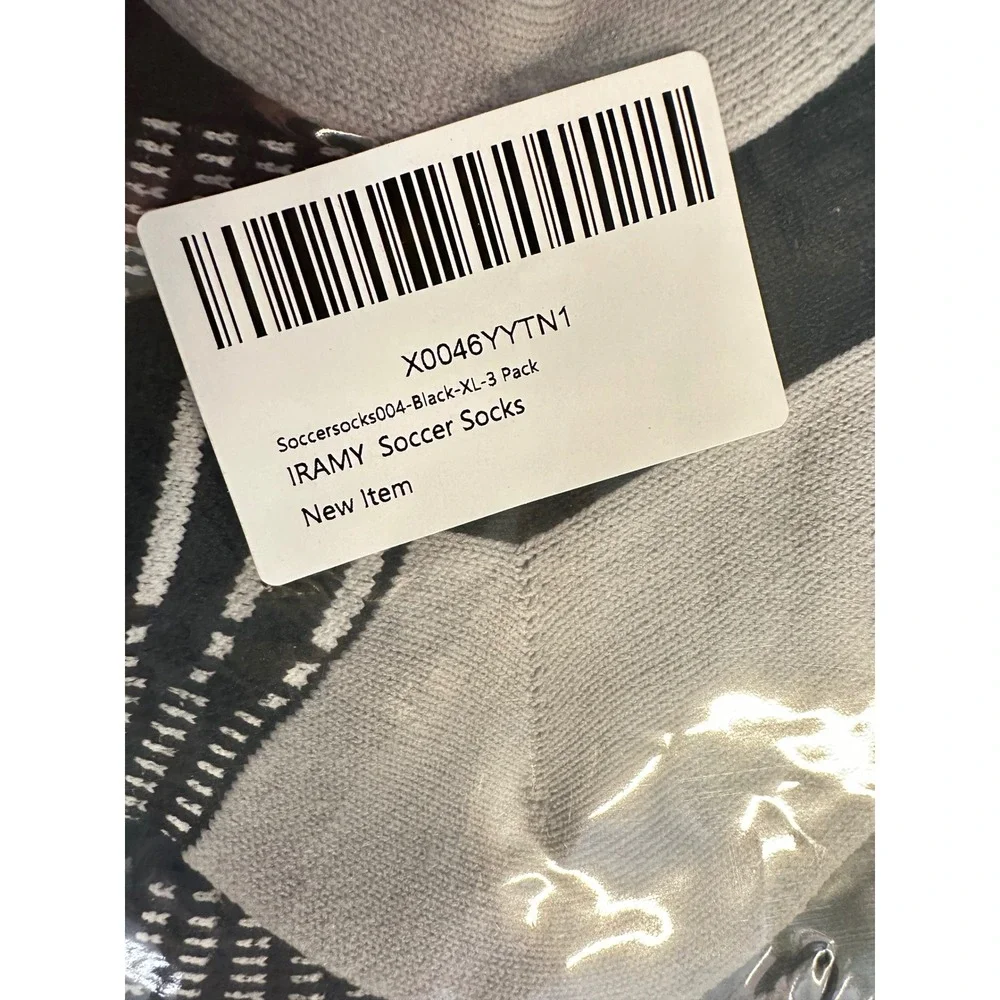 X0046YYTN1
Soccersocks004-Black-XL-3 Pack
IRAMY Soccer Socks
New Item